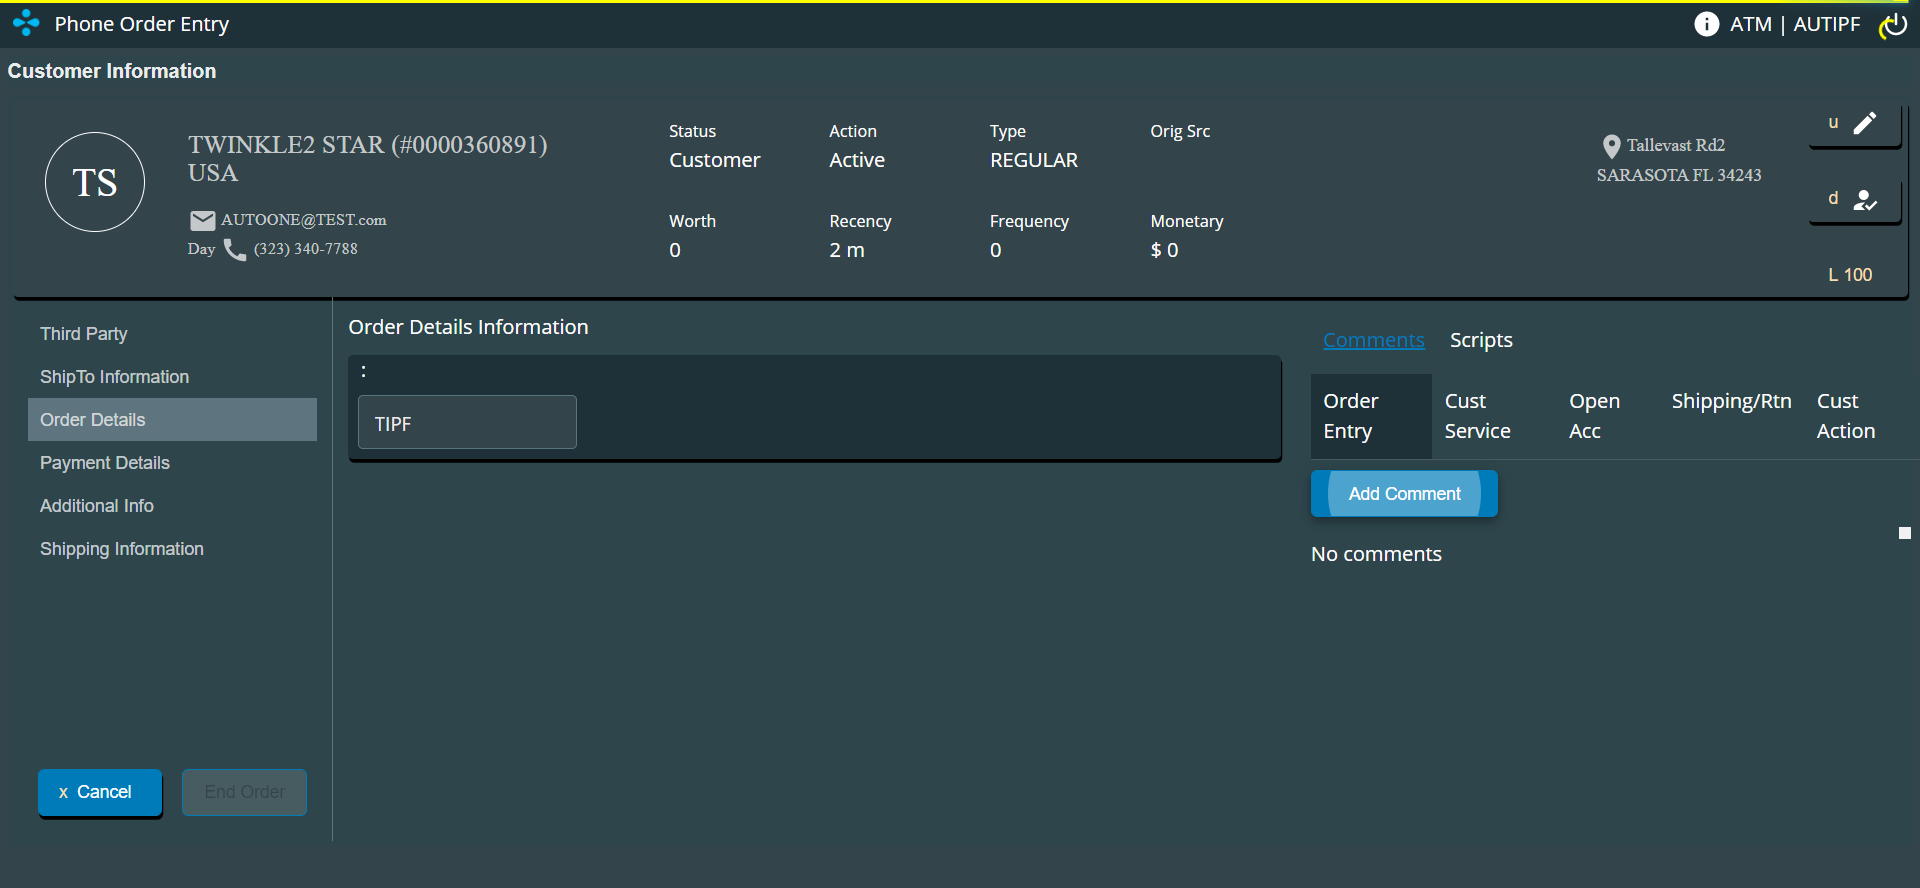 Phone Order Entry
ATM | AUTIPF
Customer Information
TS
TWINKLE2 STAR (#0000360891)
USA
AUTOONE@TEST.com
Day (323) 340-7788
Status
Customer
Action
Active
Type
REGULAR
Orig Src
Worth
0
Recency
2 m
Frequency
0
Monetary
$ 0
Tallevast Rd2
SARASOTA FL 34243
u
d
L 100
Third Party
ShipTo Information
Order Details
Payment Details
Additional Info
Shipping Information
x Cancel
End Order
Order Details Information
:
TIPF
Comments
Scripts
Order
Entry
Cust
Service
Open
Acc
Shipping/Rtn
Cust
Action
Add Comment
No comments